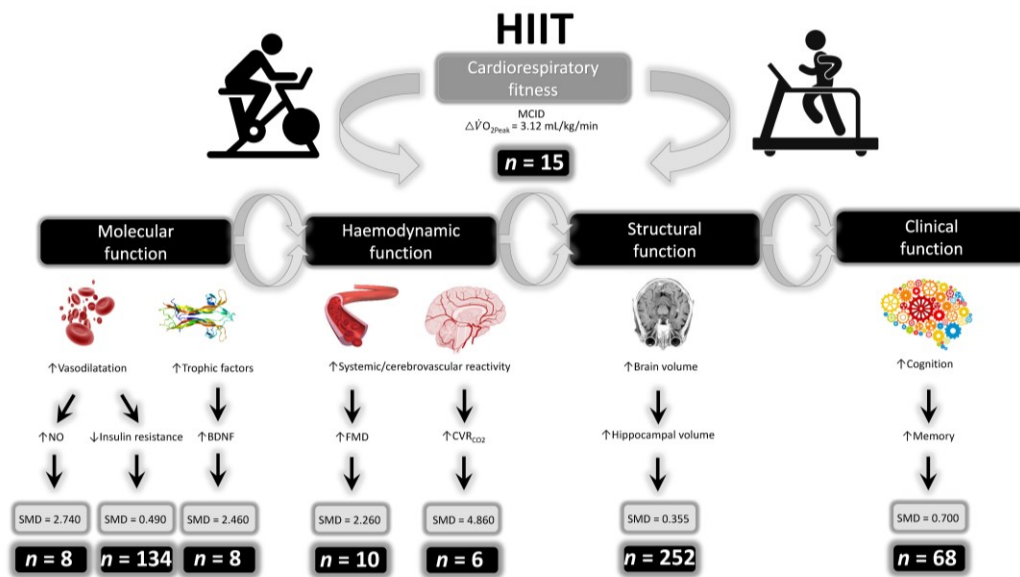 HIIT
Cardiorespiratory
fitness
MCID
△V̇O₂Peak = 3.12 mL/kg/min
n = 15
Molecular
function
Haemodynamic
function
Structural
function
Clinical
function
↑Vasodilatation
↑Trophic factors
↑Systemic/cerebrovascular reactivity
↑Brain volume
↑Cognition
↑NO
↓Insulin resistance
↑BDNF
↑FMD
↑CVRCO2
↑Hippocampal volume
↑Memory
SMD = 2.740
SMD = 0.490
SMD = 2.460
SMD = 2.260
SMD = 4.860
SMD = 0.355
SMD = 0.700
n = 8
n = 134
n = 8
n = 10
n = 6
n = 252
n = 68